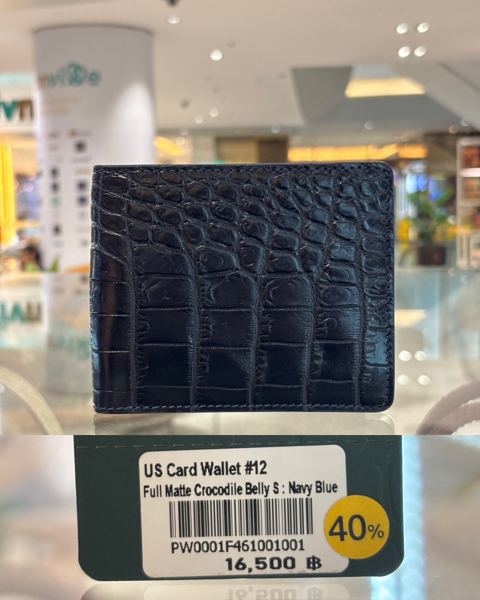 US Card Wallet #12
Full Matte Crocodile Belly S : Navy Blue
PW0001F461001001
16,500 ฿
40%